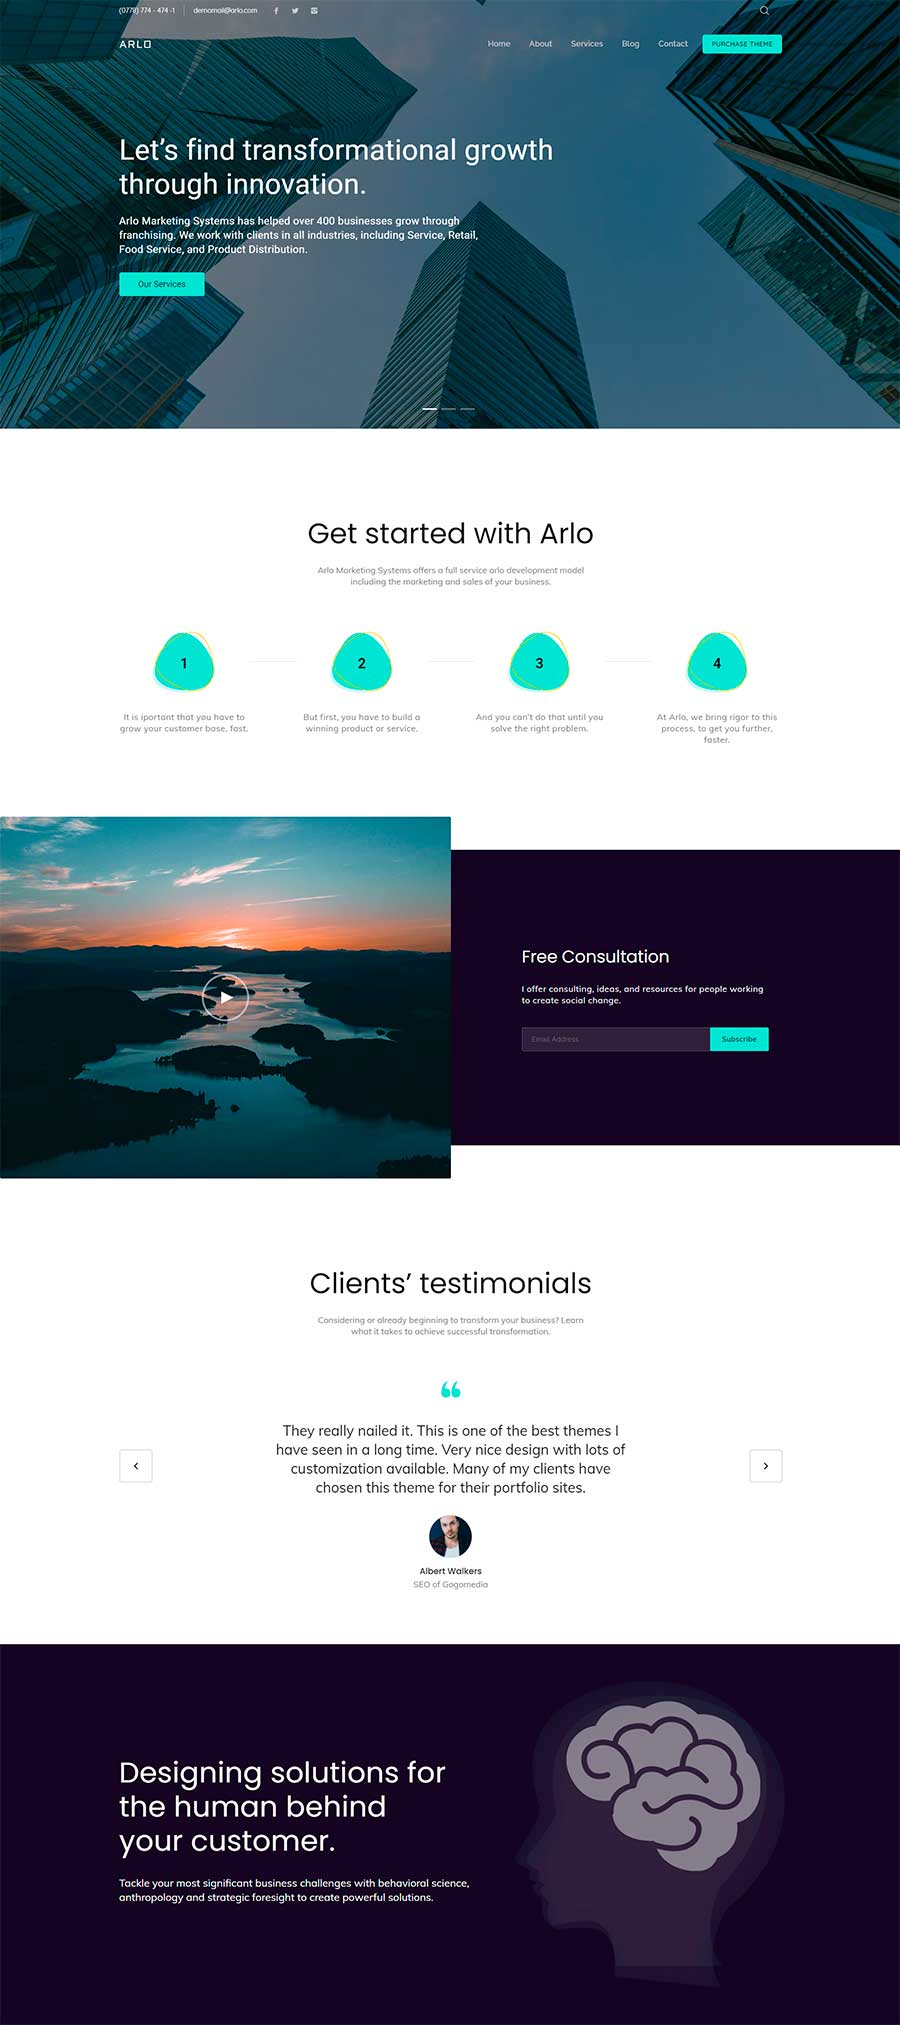 (0779) 774 - 474 -1 demomail@arlo.com
ARLO
Home About Services Blog Contact PURCHASE THEME
Let's find transformational growth
through innovation.
Arlo Marketing Systems has helped over 400 businesses grow through
franchising. We work with clients in all industries, including Service, Retail,
Food Service, and Product Distribution.
Our Services
Get started with Arlo
Arlo Marketing Systems offers a full service arlo development model
including the marketing and sales of your business.
1
2
3
4
It is iportant that you have to
grow your customer base, fast.
But first, you have to build a
winning product or service.
And you can't do that until you
solve the right problem.
At Arlo, we bring rigor to this
process, to get you further,
faster.
Free Consultation
I offer consulting, ideas, and resources for people working
to create social change.
Email Address
Subscribe
Clients' testimonials
Considering or already beginning to transform your business? Learn
what it takes to achieve successful transformation.
They really nailed it. This is one of the best themes I
have seen in a long time. Very nice design with lots of
customization available. Many of my clients have
chosen this theme for their portfolio sites.
Albert Walkers
SEO of Gogomedia
Designing solutions for
the human behind
your customer.
Tackle your most significant business challenges with behavioral science,
anthropology and strategic foresight to create powerful solutions.